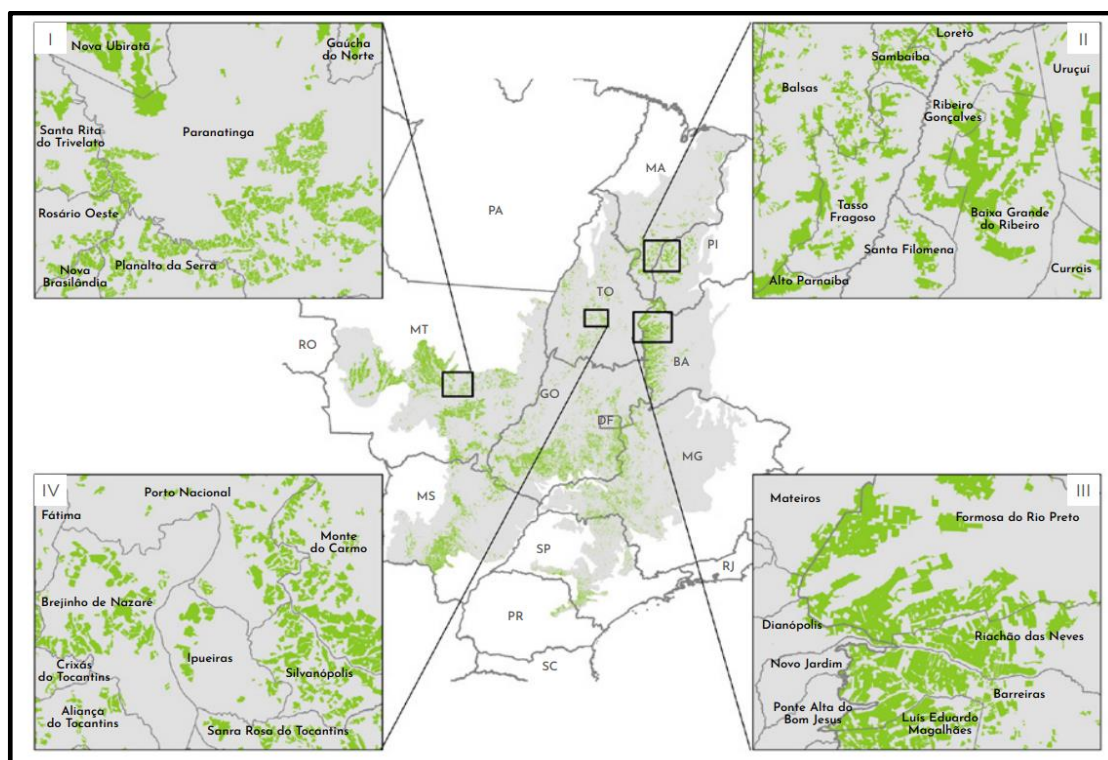 I
Nova Ubiratã
Gaúcha
do Norte
Santa Rita
do Trivelato
Paranatinga
Rosário Oeste
Nova
Brasilândia
Planalto da Serra
II
Loreto
Sambaíba
Uruçuí
Balsas
Ribeiro
Gonçalves
Tasso
Fragoso
Baixa Grande
do Ribeiro
Santa Filomena
Currais
Alto Parnaíba
MA
PA
PI
TO
MT
RO
BA
GO
DF
MG
MS
SP
RJ
PR
SC
IV
Porto Nacional
Fátima
Monte
do Carmo
Brejinho de Nazaré
Ipueiras
Crixás
do Tocantins
Silvanópolis
Aliança
do Tocantins
Sanra Rosa do Tocantins
III
Mateiros
Formosa do Rio Preto
Dianópolis
Riachão das Neves
Novo Jardim
Barreiras
Ponte Alta do
Bom Jesus
Luís Eduardo
Magalhães